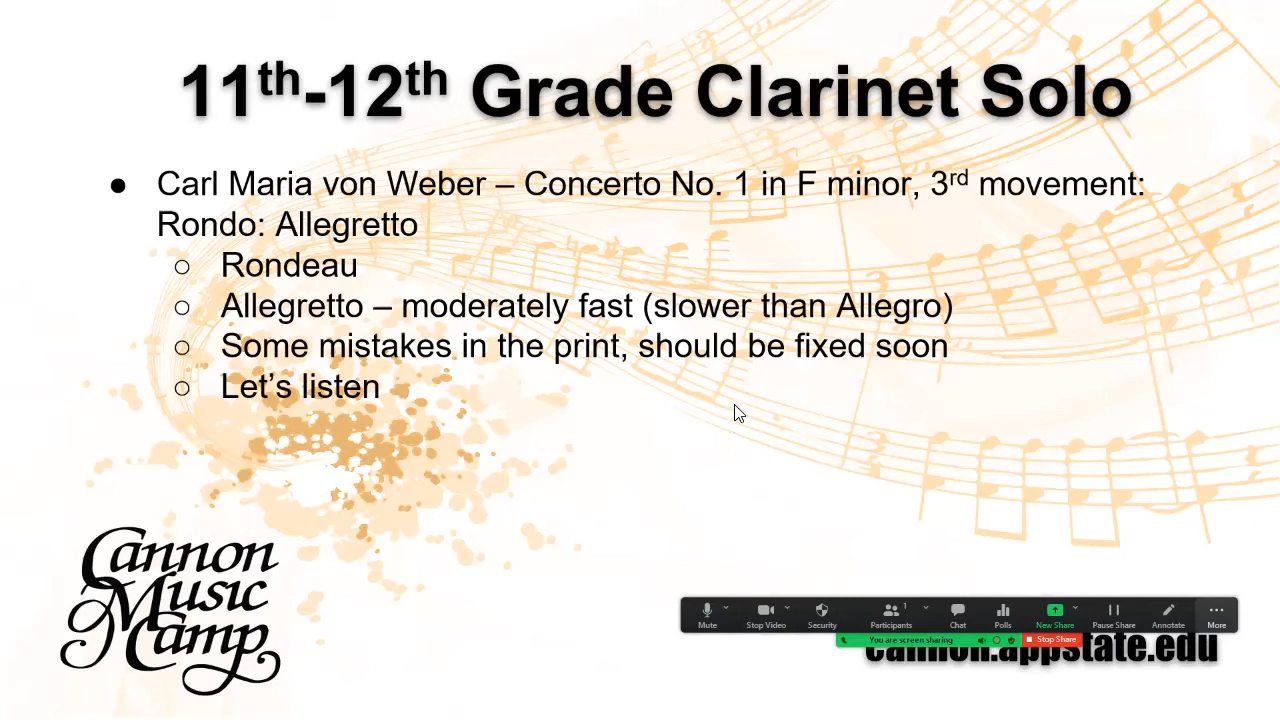 11th-12th Grade Clarinet Solo
● Carl Maria von Weber – Concerto No. 1 in F minor, 3rd movement:
Rondo: Allegretto
○ Rondeau
○ Allegretto – moderately fast (slower than Allegro)
○ Some mistakes in the print, should be fixed soon
○ Let’s listen
Cannon
Music
Camp
1
Mute Stop Video Security Participants Chat Polls New Share Pause Share Annotate More
You are screen sharing Stop Share
cannon.appstate.edu